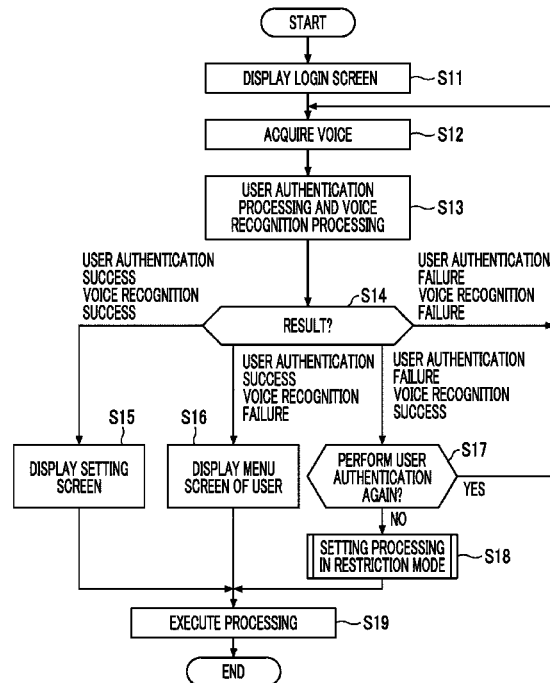 START
DISPLAY LOGIN SCREEN
S11
ACQUIRE VOICE
S12
USER AUTHENTICATION
PROCESSING AND VOICE
RECOGNITION PROCESSING
S13
USER AUTHENTICATION
SUCCESS
VOICE RECOGNITION
SUCCESS
USER AUTHENTICATION
FAILURE
VOICE RECOGNITION
FAILURE
S14
RESULT?
USER AUTHENTICATION
SUCCESS
VOICE RECOGNITION
FAILURE
USER AUTHENTICATION
FAILURE
VOICE RECOGNITION
SUCCESS
S15
DISPLAY SETTING
SCREEN
S16
DISPLAY MENU
SCREEN OF USER
S17
PERFORM USER
AUTHENTICATION
AGAIN?
YES
NO
SETTING PROCESSING
IN RESTRICTION MODE
S18
EXECUTE PROCESSING
S19
END